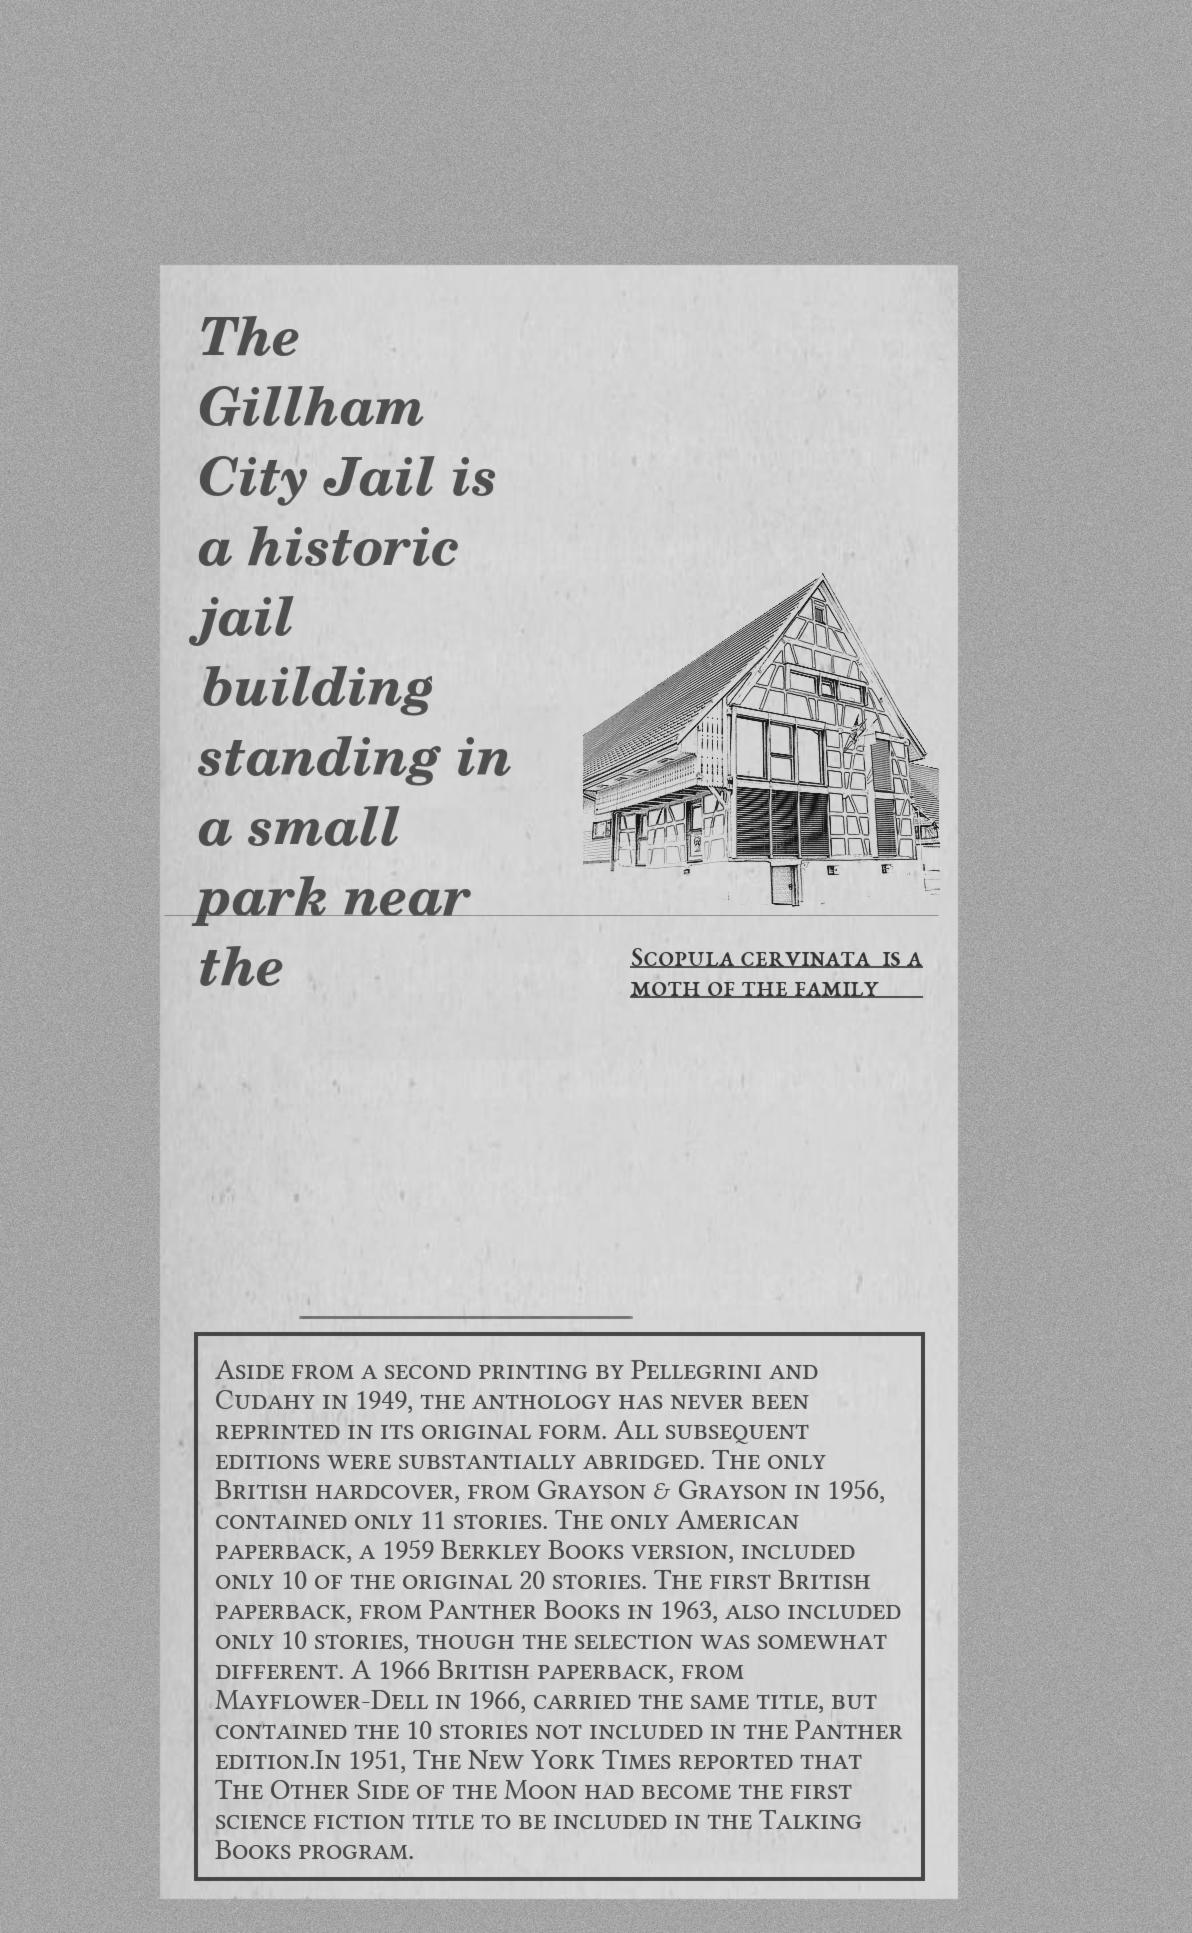 The
Gillham
City Jail is
a historic
jail
building
standing in
a small
park near
the
Scopula cervinata is a
moth of the family
Aside from a second printing by Pellegrini and
Cudahy in 1949, the anthology has never been
reprinted in its original form. All subsequent
editions were substantially abridged. The only
British hardcover, from Grayson & Grayson in 1956,
contained only 11 stories. The only American
paperback, a 1959 Berkley Books version, included
only 10 of the original 20 stories. The first British
paperback, from Panther Books in 1963, also included
only 10 stories, though the selection was somewhat
different. A 1966 British paperback, from
Mayflower-Dell in 1966, carried the same title, but
contained the 10 stories not included in the Panther
edition.In 1951, The New York Times reported that
The Other Side of the Moon had become the first
science fiction title to be included in the Talking
Books program.